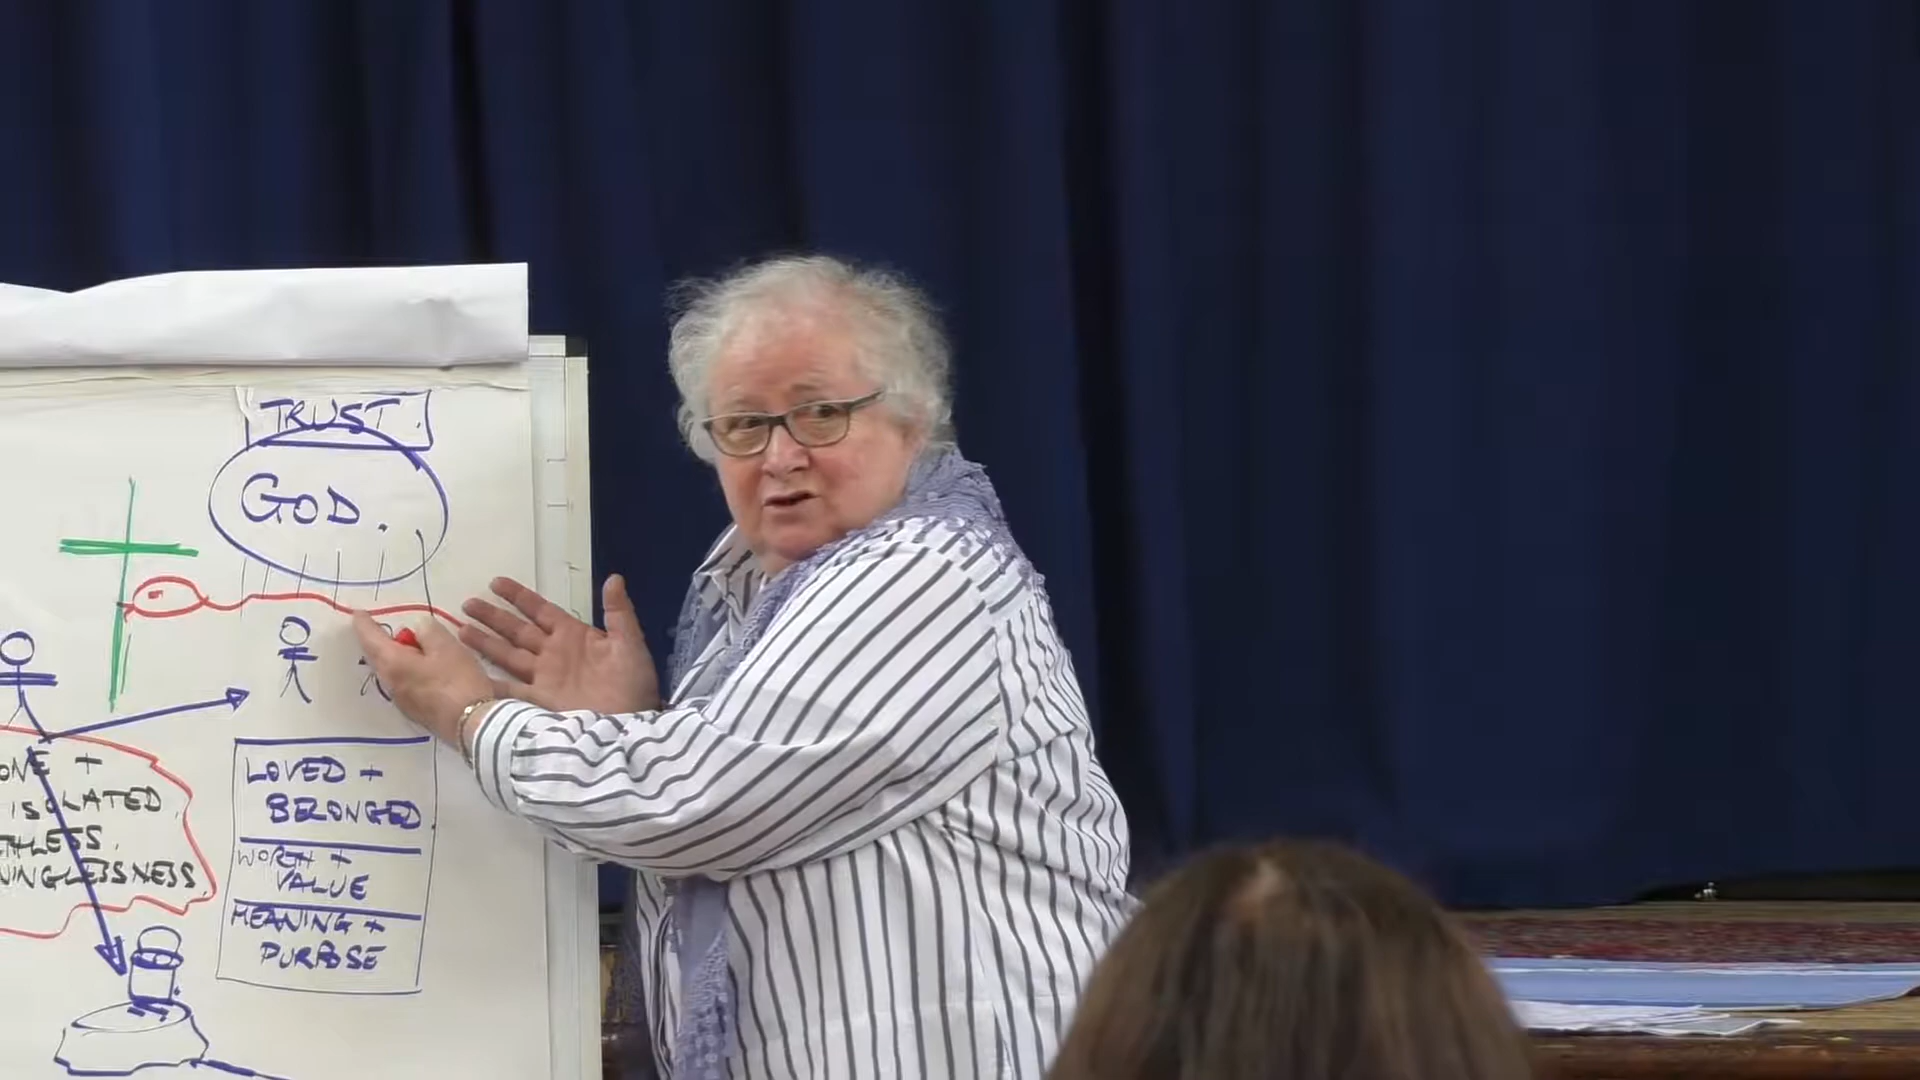 TRUST.
GOD.
ISOLATED
LOVED +
BELONGED.
WORTH +
VALUE
MEANING +
PURPOSE